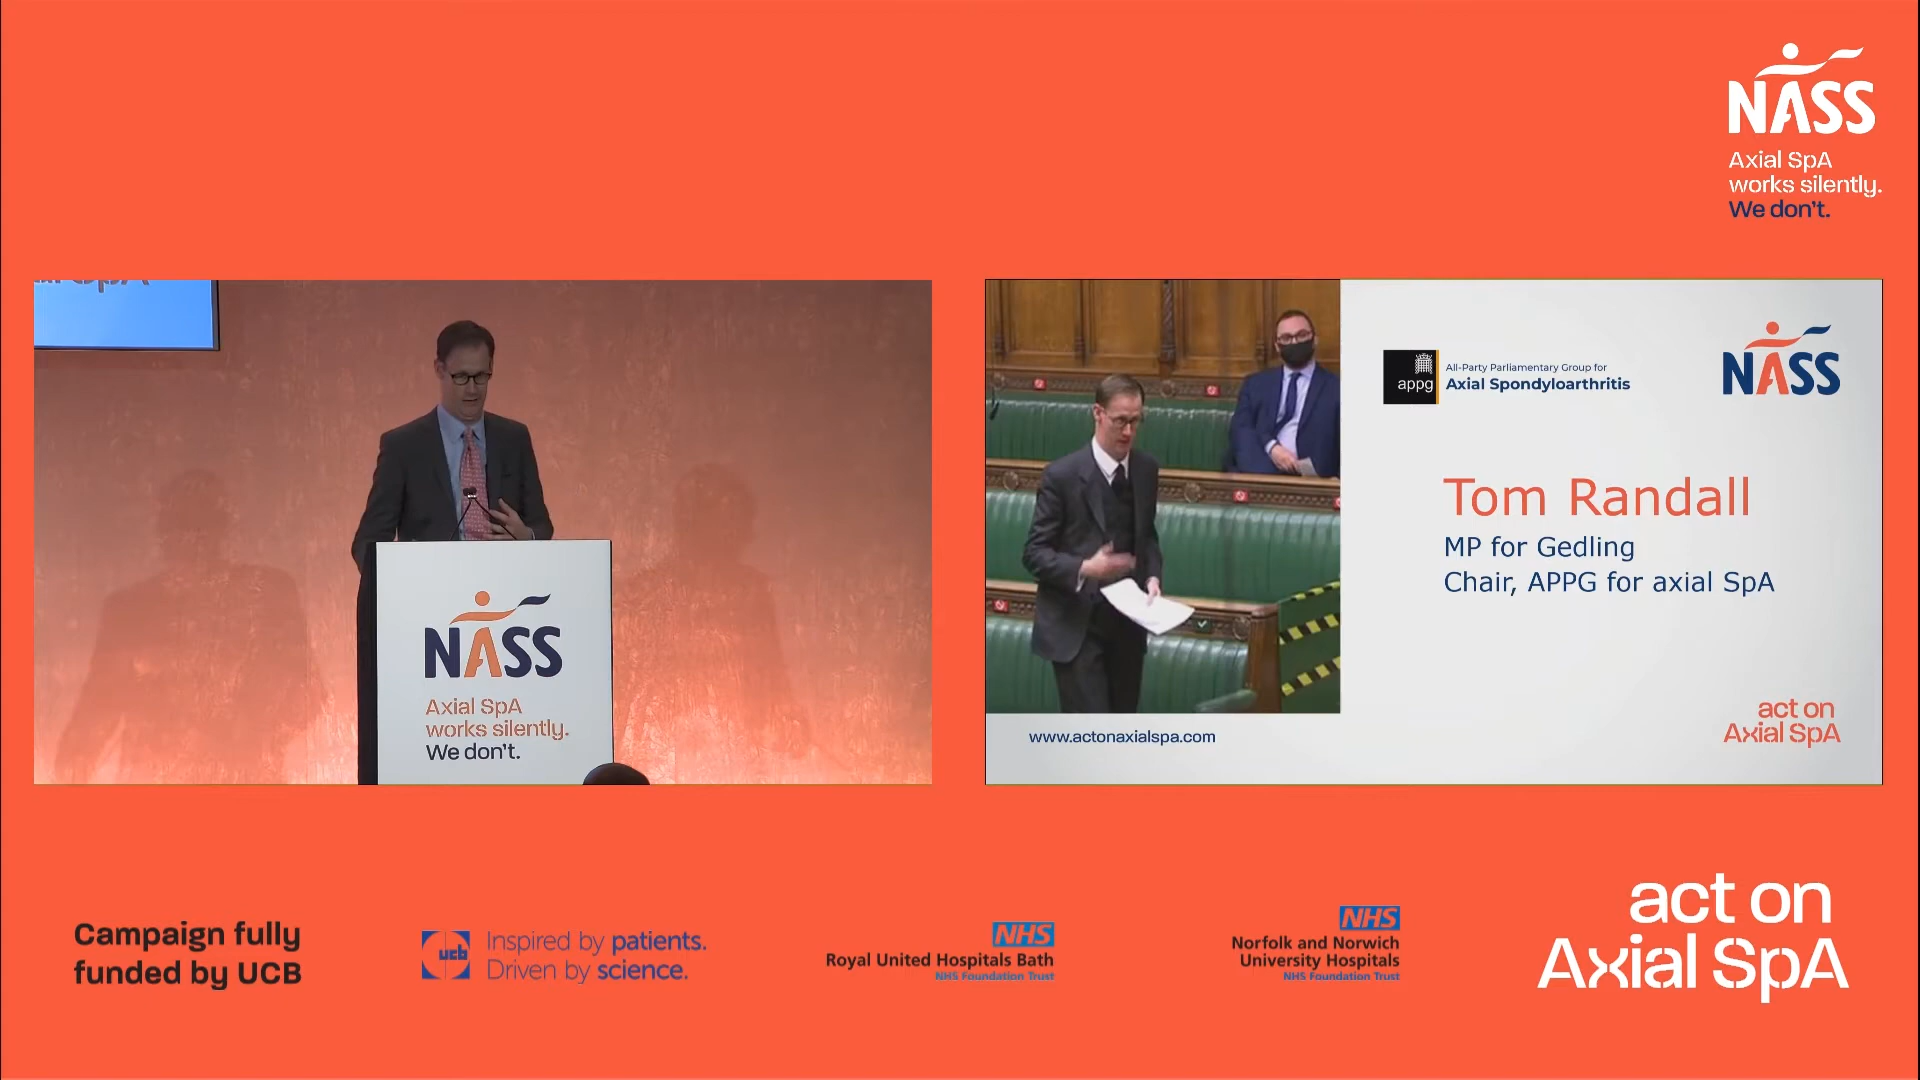 NASS
Axial SpA
works silently.
We don't.
NASS
Axial SpA
works silently.
We don't.
appg
All-Party Parliamentary Group for
Axial Spondyloarthritis
NASS
Tom Randall
MP for Gedling
Chair, APPG for axial SpA
www.actonaxialspa.com
act on
Axial SpA
Campaign fully
funded by UCB
ucb
Inspired by patients.
Driven by science.
NHS
Royal United Hospitals Bath
NHS Foundation Trust
NHS
Norfolk and Norwich
University Hospitals
NHS Foundation Trust
act on
Axial SpA